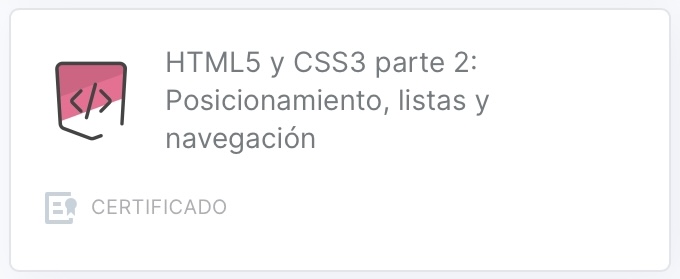 HTML5 y CSS3 parte 2:
Posicionamiento, listas y
navegación
CERTIFICADO